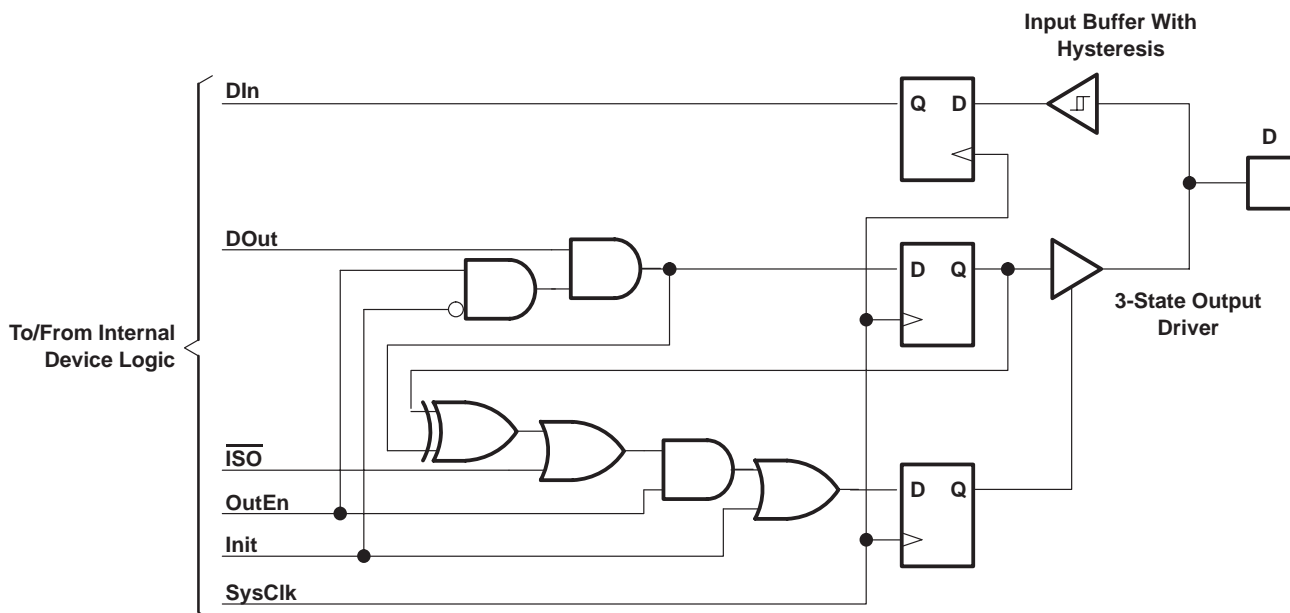 Input Buffer With
Hysteresis
DIn
Q D
D
DOut
D Q
3-State Output
Driver
To/From Internal
Device Logic
ISO
OutEn
D Q
Init
SysClk